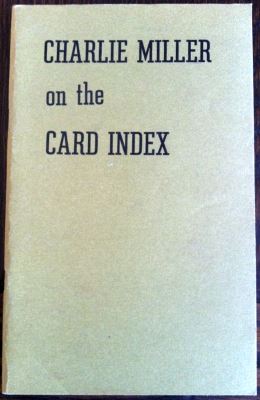 CHARLIE MILLER
on the
CARD INDEX